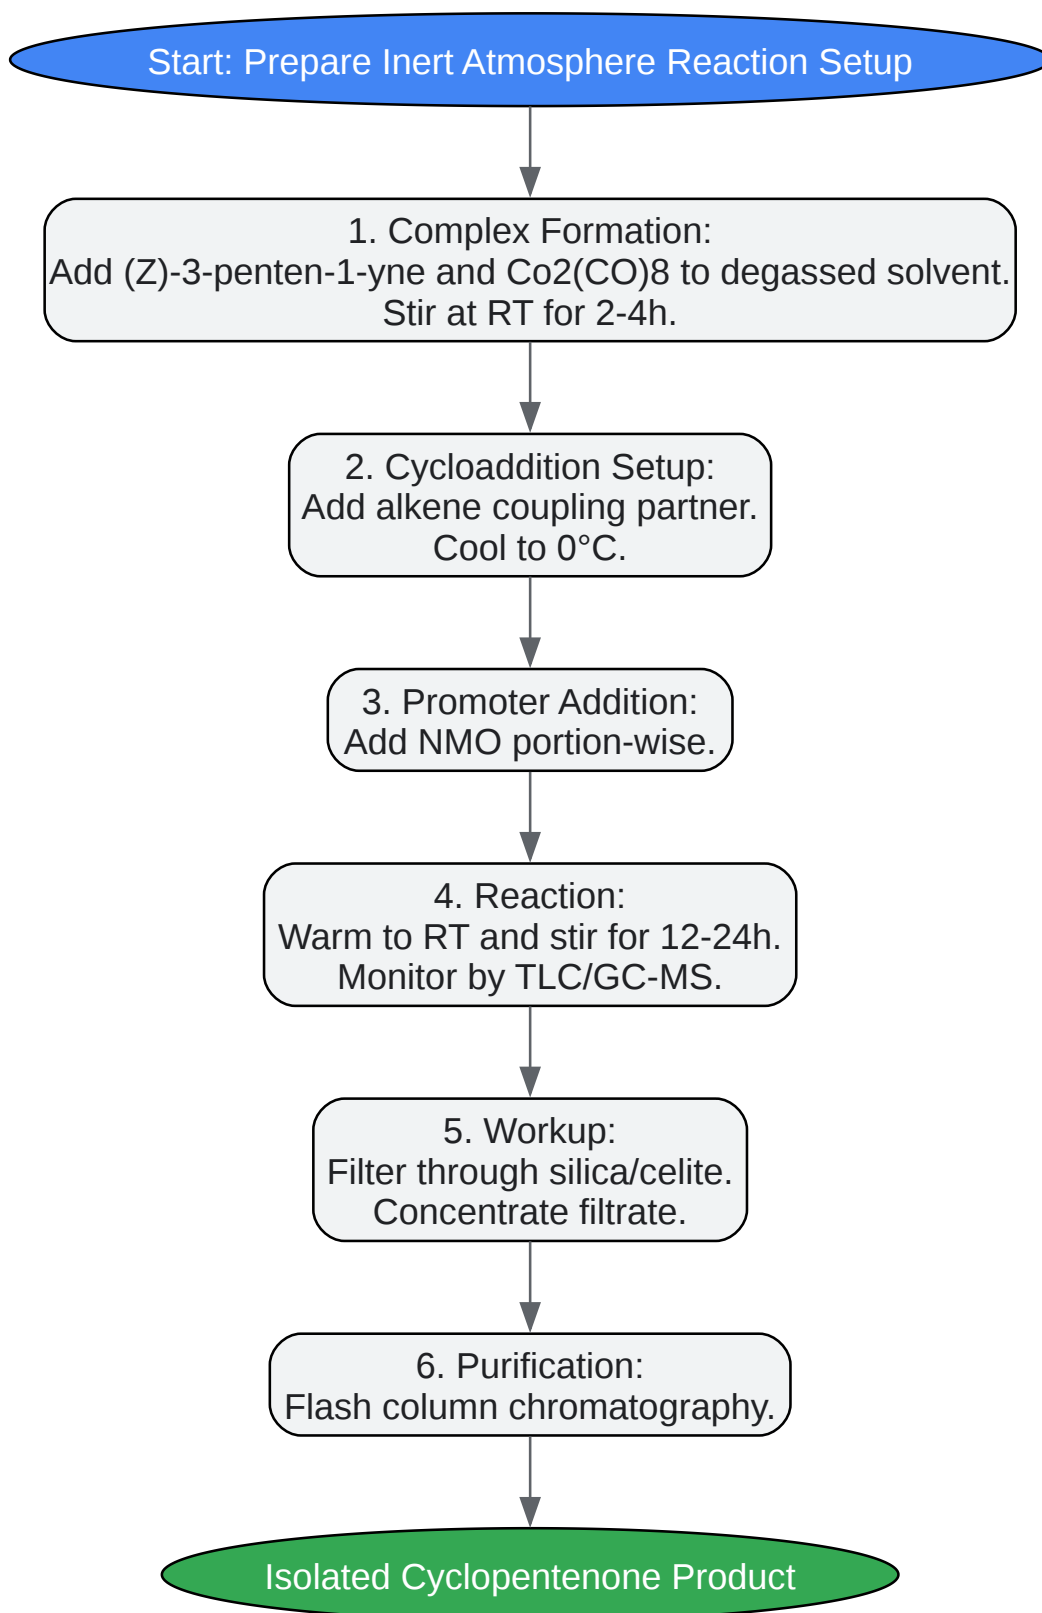 Start: Prepare Inert Atmosphere Reaction Setup
1. Complex Formation:
Add (Z)-3-penten-1-yne and Co2(CO)8 to degassed solvent.
Stir at RT for 2-4h.
2. Cycloaddition Setup:
Add alkene coupling partner.
Cool to 0°C.
3. Promoter Addition:
Add NMO portion-wise.
4. Reaction:
Warm to RT and stir for 12-24h.
Monitor by TLC/GC-MS.
5. Workup:
Filter through silica/celite.
Concentrate filtrate.
6. Purification:
Flash column chromatography.
Isolated Cyclopentenone Product